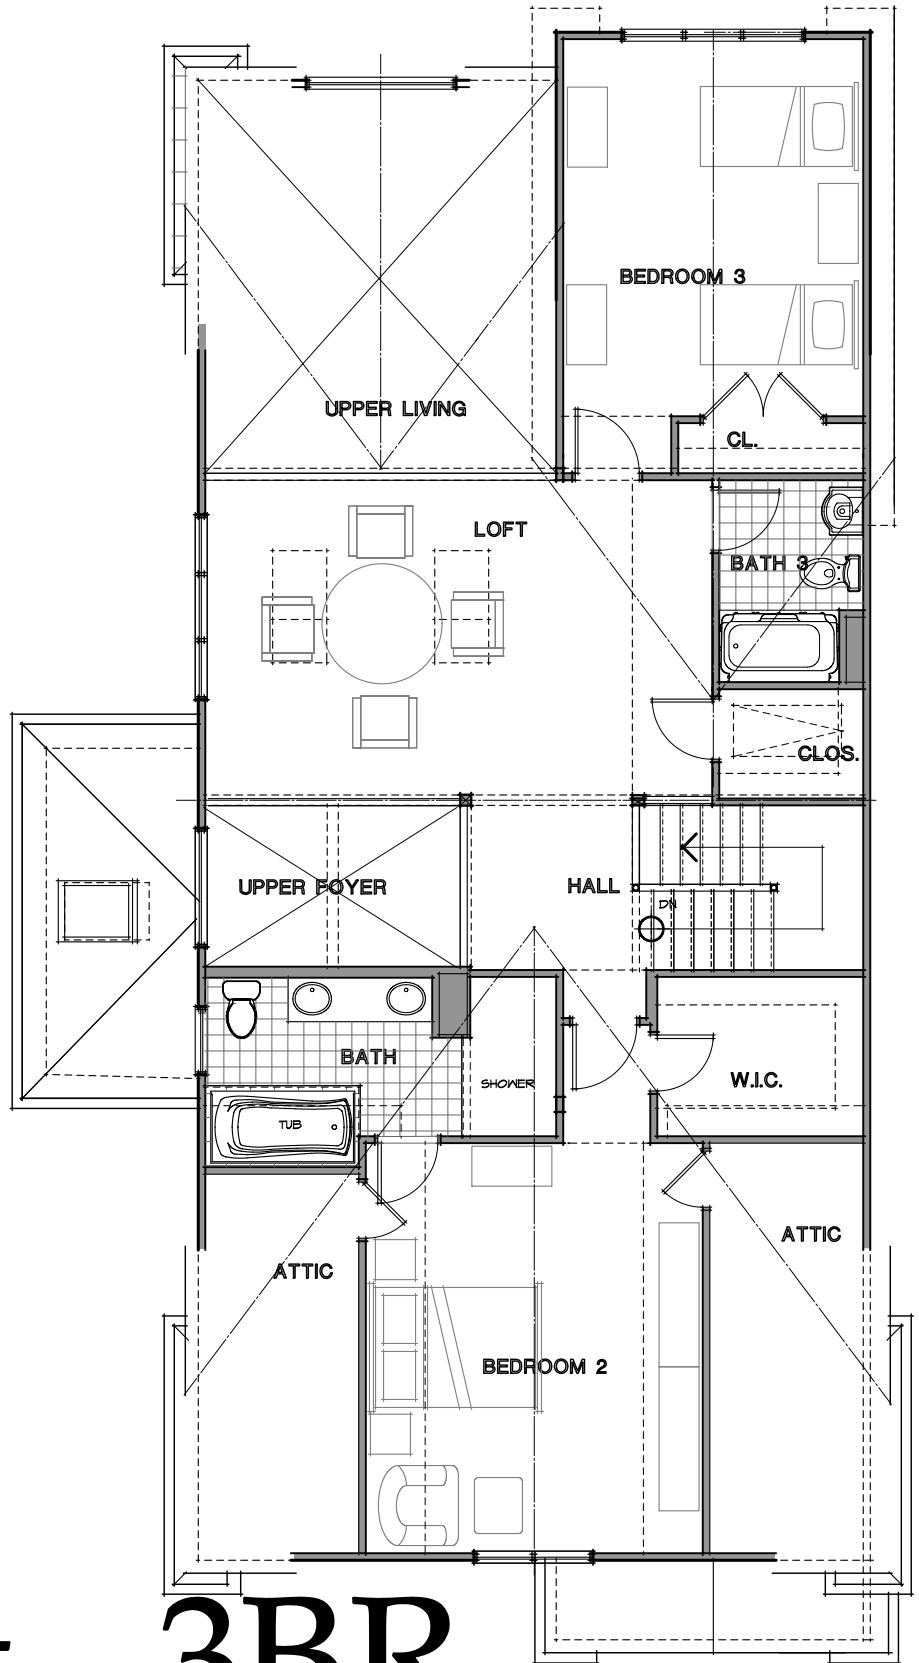 BEDROOM 3
UPPER LIVING
CL.
LOFT
BATH 3
CLOS.
UPPER FOYER
HALL
DN
BATH
SHOWER
W.I.C.
TUB
ATTIC
ATTIC
BEDROOM 2
3BR